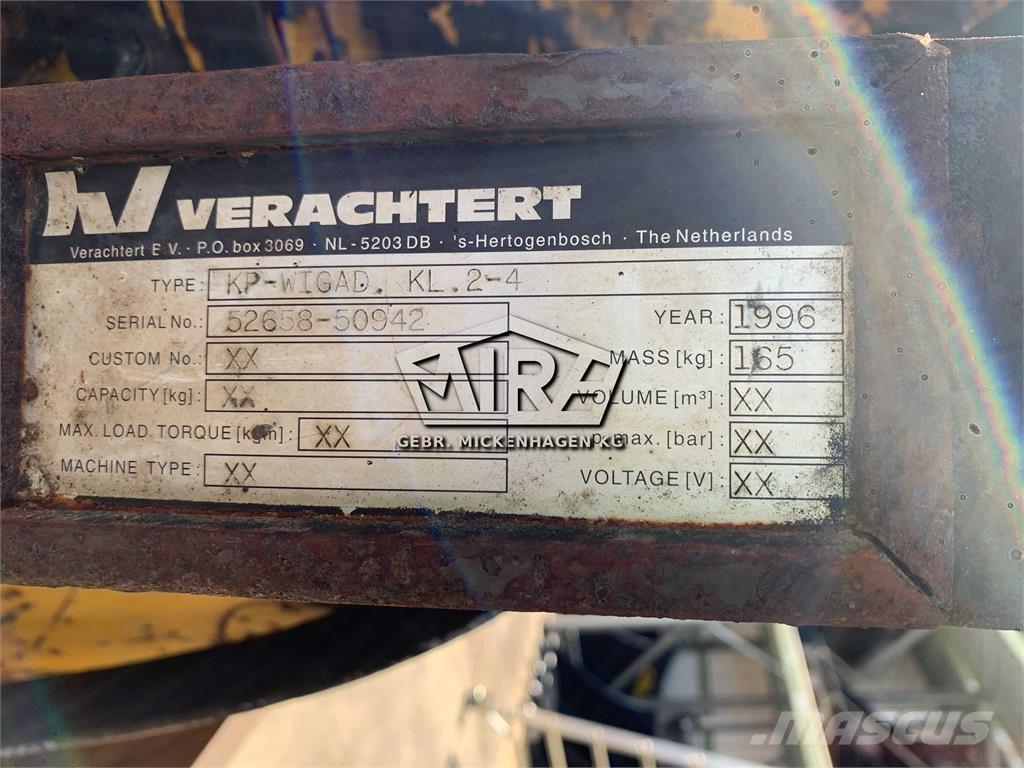 VERACHTERT
Verachtert B.V. · P.O. box 3069 · NL-5203 DB · 's-Hertogenbosch · The Netherlands
TYPE: KP-WIGAD. KL.2-4
SERIAL No.: 52658-50942 YEAR: 1996
CUSTOM No.: XX MASS [kg] 165
CAPACITY [kg]: XX VOLUME [m³]: XX
MAX. LOAD TORQUE [kgm]: XX p.max. [bar]: XX
MACHINE TYPE: XX VOLTAGE [V]: XX
MIRA
GEBR. MICKENHAGEN KG
MASCUS